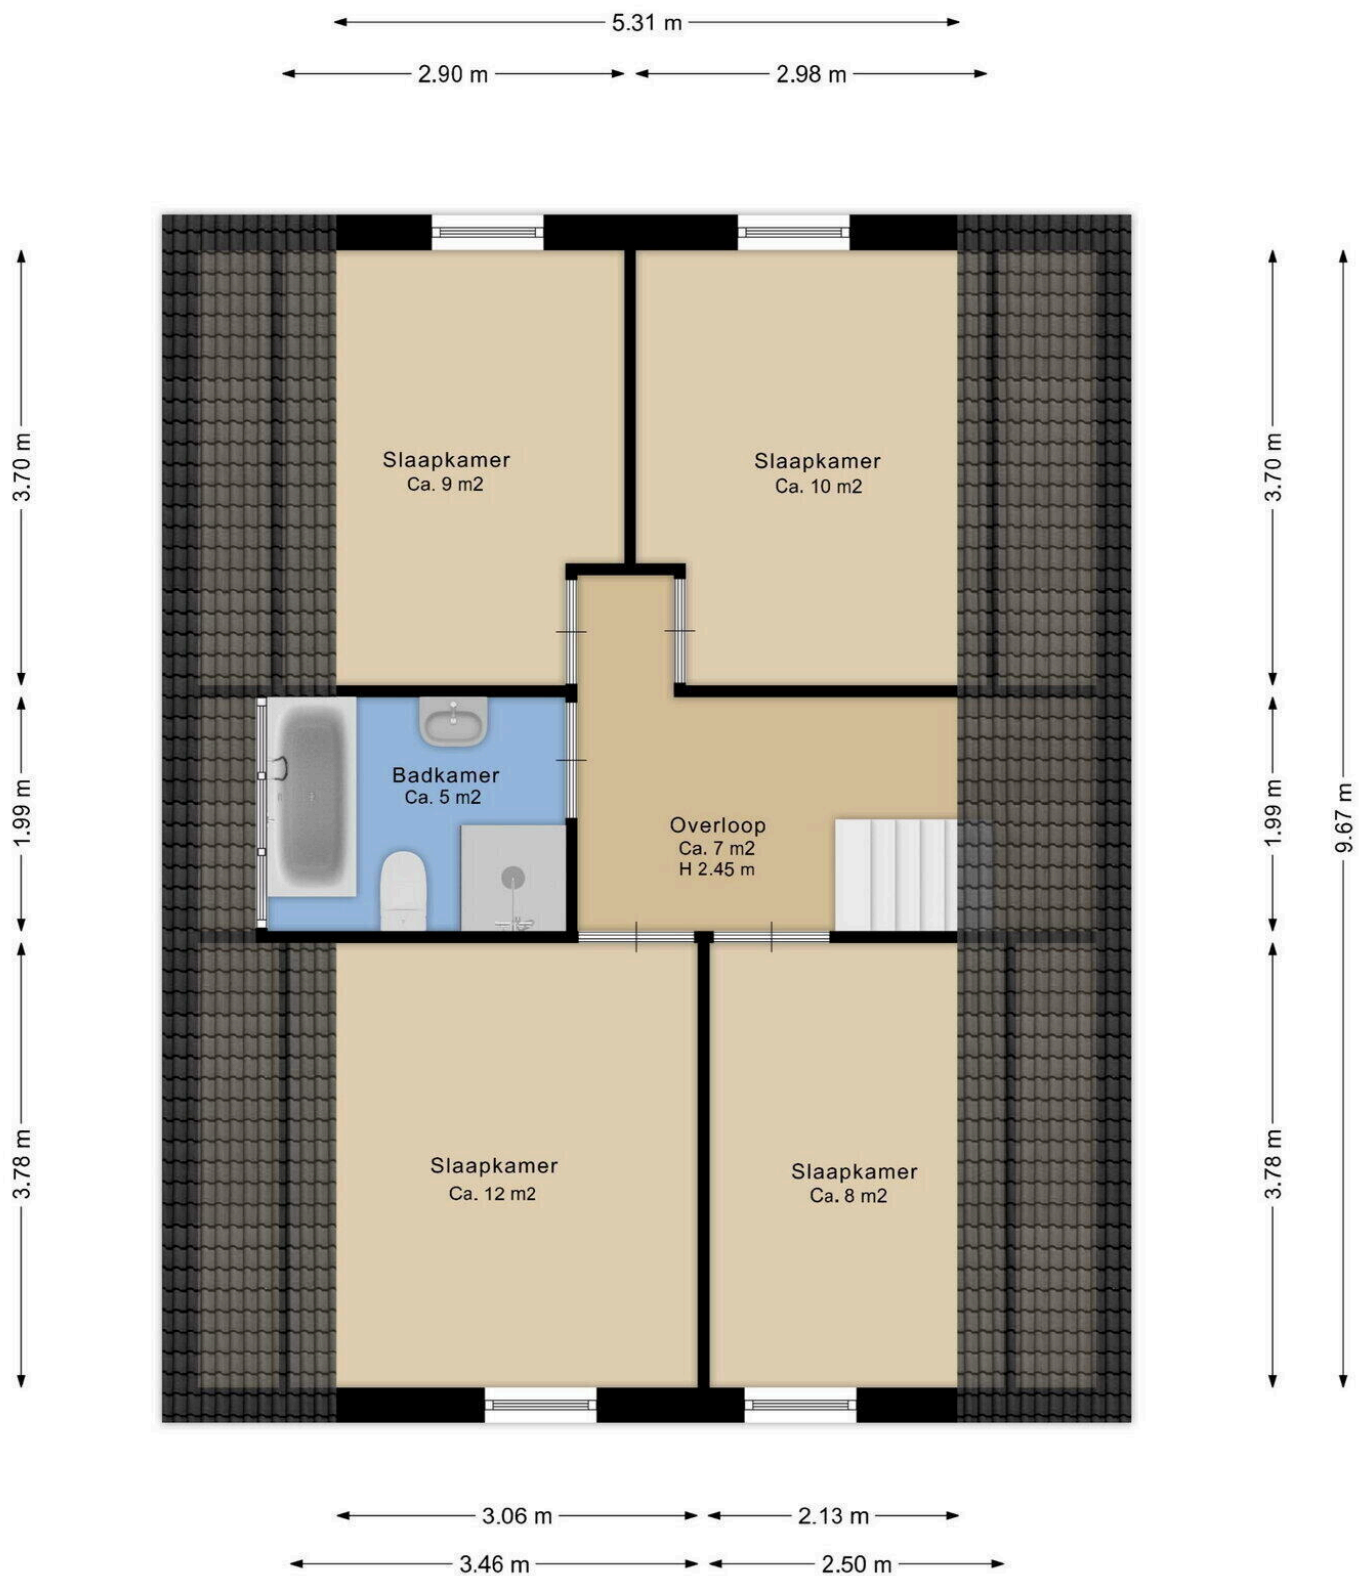 5.31 m
2.90 m
2.98 m
3.70 m
3.70 m
Slaapkamer
Ca. 9 m2
Slaapkamer
Ca. 10 m2
1.99 m
1.99 m
9.67 m
Badkamer
Ca. 5 m2
Overloop
Ca. 7 m2
H 2.45 m
3.78 m
3.78 m
Slaapkamer
Ca. 12 m2
Slaapkamer
Ca. 8 m2
3.06 m
2.13 m
3.46 m
2.50 m